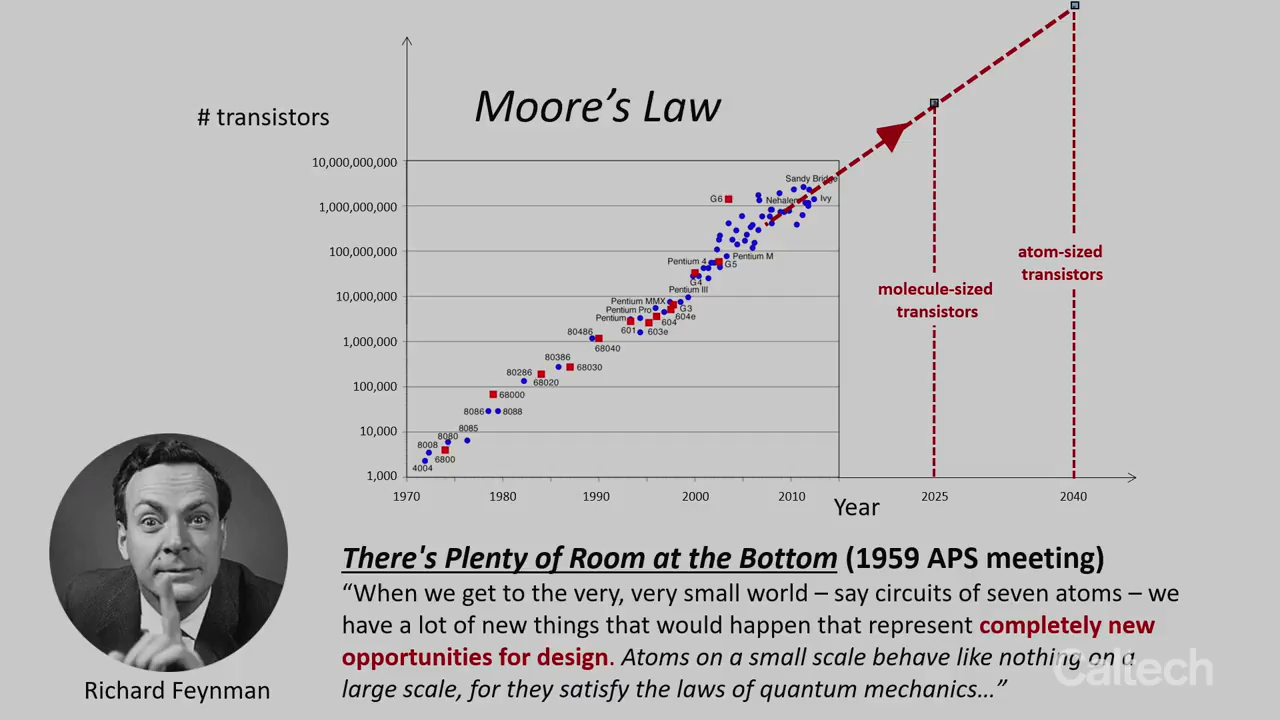 Moore's Law
# transistors
10,000,000,000
1,000,000,000
100,000,000
10,000,000
1,000,000
100,000
10,000
1,000
Sandy Bridge
G6
Nehalem
Ivy
Pentium M
Pentium 4
G5
G4
Pentium III
Pentium MMX
Pentium Pro
G3
Pentium
604e
604
601
603e
80486
68040
80386
68030
80286
68020
68000
8086
8088
8085
8080
8008
6800
4004
1970
1980
1990
2000
2010
2025
2040
Year
molecule-sized
transistors
atom-sized
transistors
Richard Feynman
There's Plenty of Room at the Bottom (1959 APS meeting)
“When we get to the very, very small world – say circuits of seven atoms – we
have a lot of new things that would happen that represent completely new
opportunities for design. Atoms on a small scale behave like nothing on a
large scale, for they satisfy the laws of quantum mechanics…”
Caltech